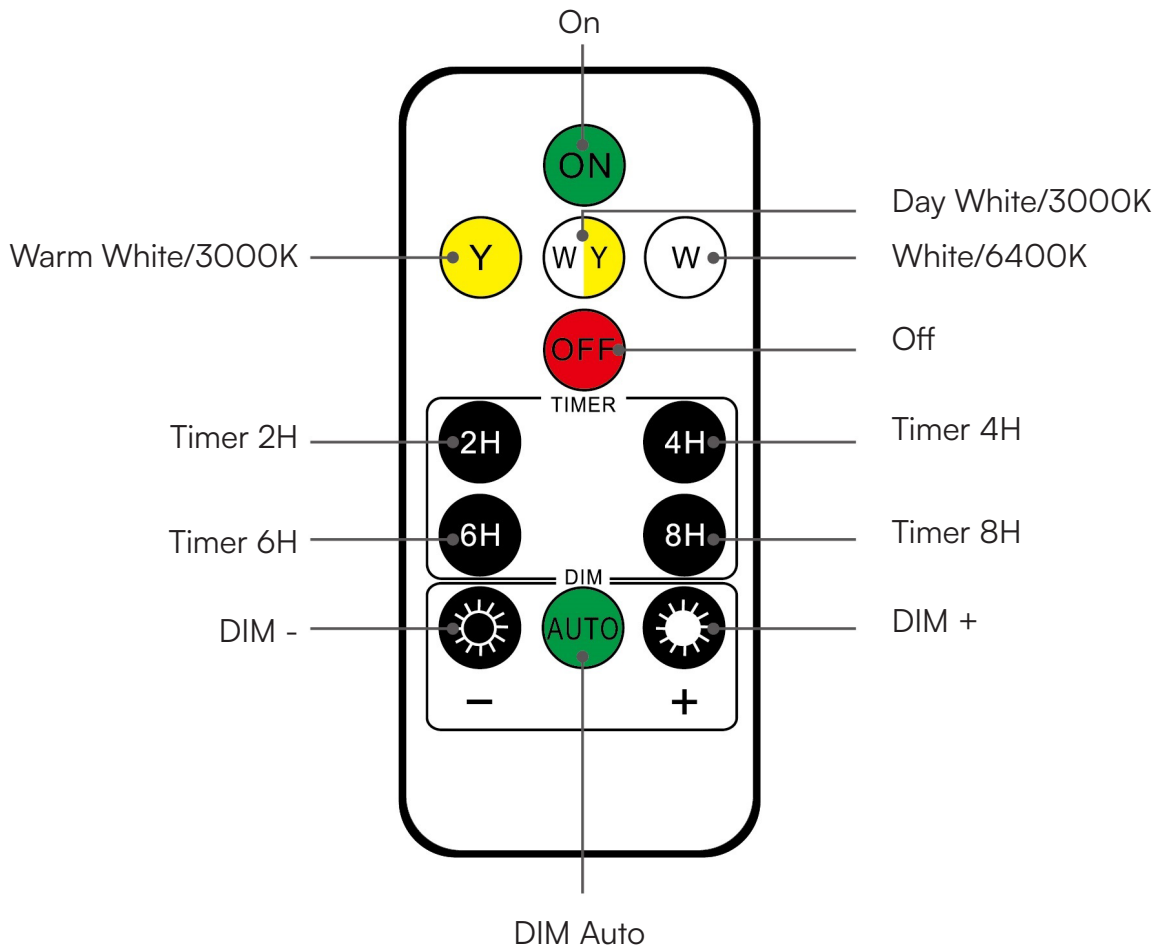 On
ON
Day White/3000K
Warm White/3000K
Y
W Y
W
White/6400K
OFF
Off
TIMER
Timer 2H
2H
4H
Timer 4H
Timer 6H
6H
8H
Timer 8H
DIM
DIM -
AUTO
DIM +
− +
DIM Auto